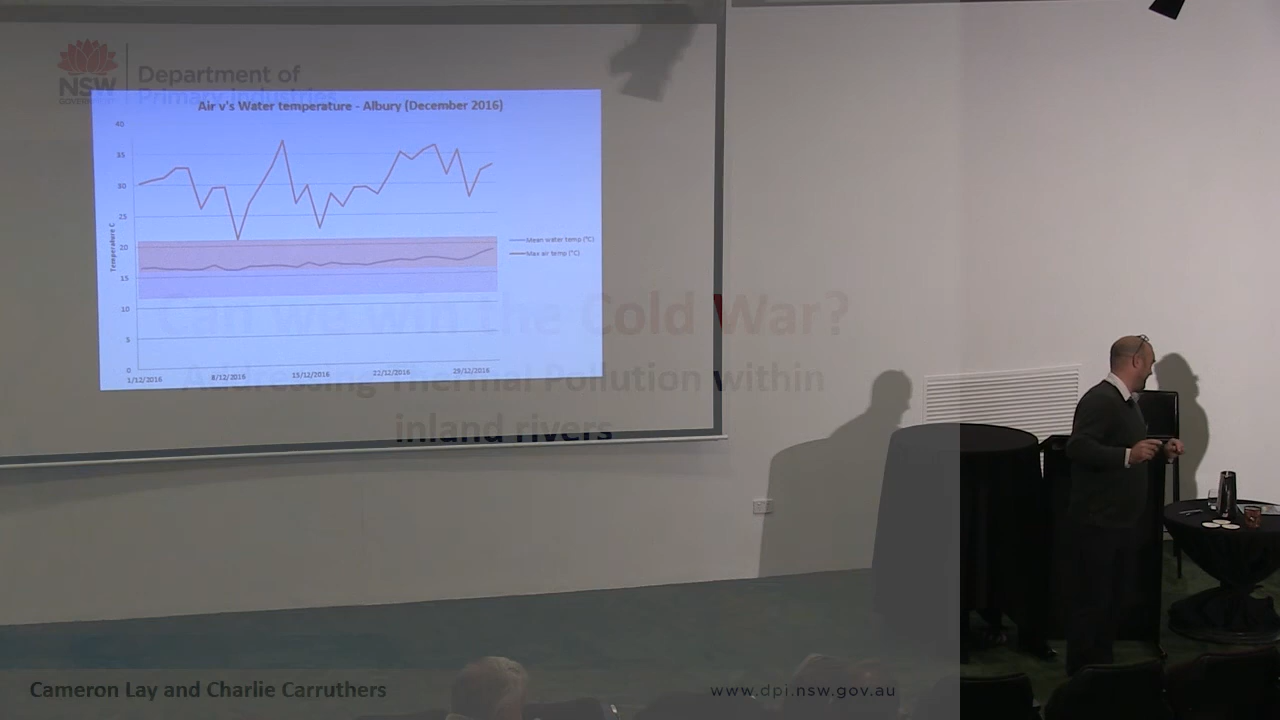 NSW
GOVERNMENT
Department of
Primary Industries
Air v's Water temperature - Albury (December 2016)
40
35
30
25
20
15
10
5
0
Temperature C
1/12/2016 8/12/2016 15/12/2016 22/12/2016 29/12/2016
Mean water temp (°C)
Max air temp (°C)
Can we win the Cold War?
Addressing Thermal Pollution within
inland rivers
Cameron Lay and Charlie Carruthers
www.dpi.nsw.gov.au